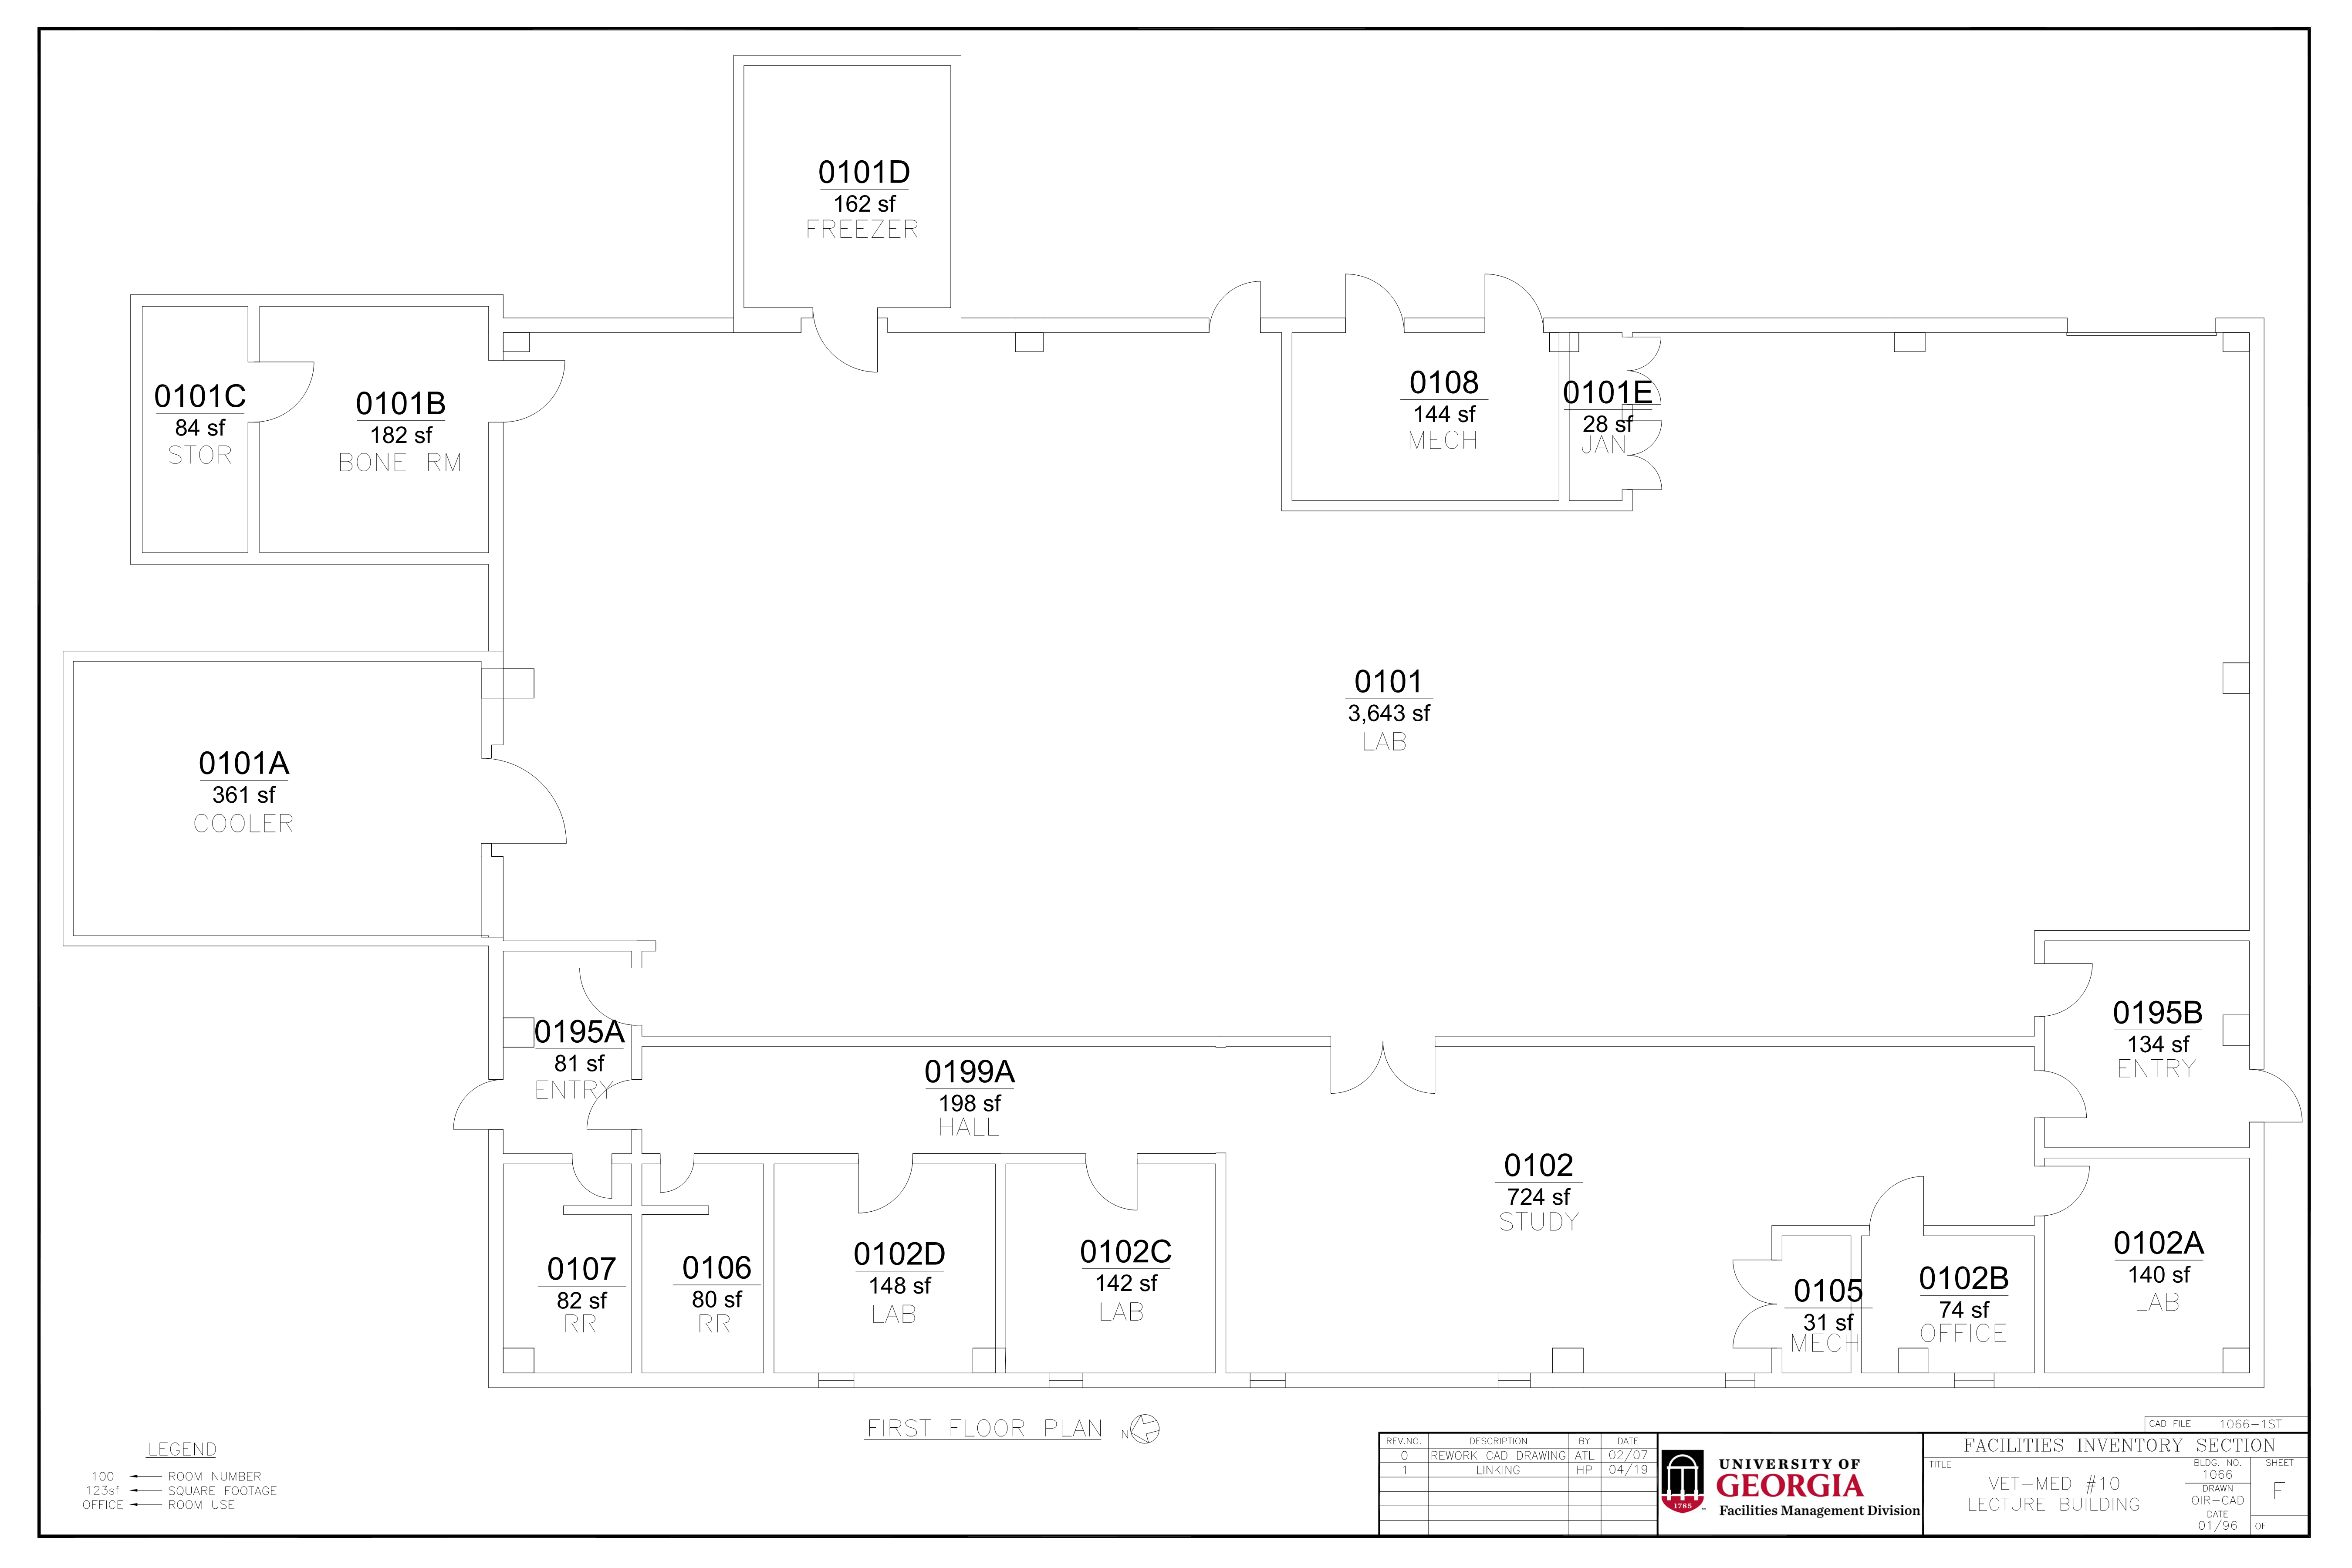 0101D
162 sf
FREEZER
0101C
84 sf
STOR
0101B
182 sf
BONE RM
0108
144 sf
MECH
0101E
28 sf
JAN
0101
3,643 sf
LAB
0101A
361 sf
COOLER
0195A
81 sf
ENTRY
0199A
198 sf
HALL
0195B
134 sf
ENTRY
0102
724 sf
STUDY
0107
82 sf
RR
0106
80 sf
RR
0102D
148 sf
LAB
0102C
142 sf
LAB
0105
31 sf
MECH
0102B
74 sf
OFFICE
0102A
140 sf
LAB
FIRST FLOOR PLAN N
LEGEND
100 ROOM NUMBER
123sf SQUARE FOOTAGE
OFFICE ROOM USE
REV.NO. DESCRIPTION BY DATE
0 REWORK CAD DRAWING ATL 02/07
1 LINKING HP 04/19
1785
UNIVERSITY OF
GEORGIA
Facilities Management Division
CAD FILE 1066-1ST
FACILITIES INVENTORY SECTION
TITLE
VET-MED #10
LECTURE BUILDING
BLDG. NO.
1066
DRAWN
OIR-CAD
DATE
01/96
SHEET
F
OF